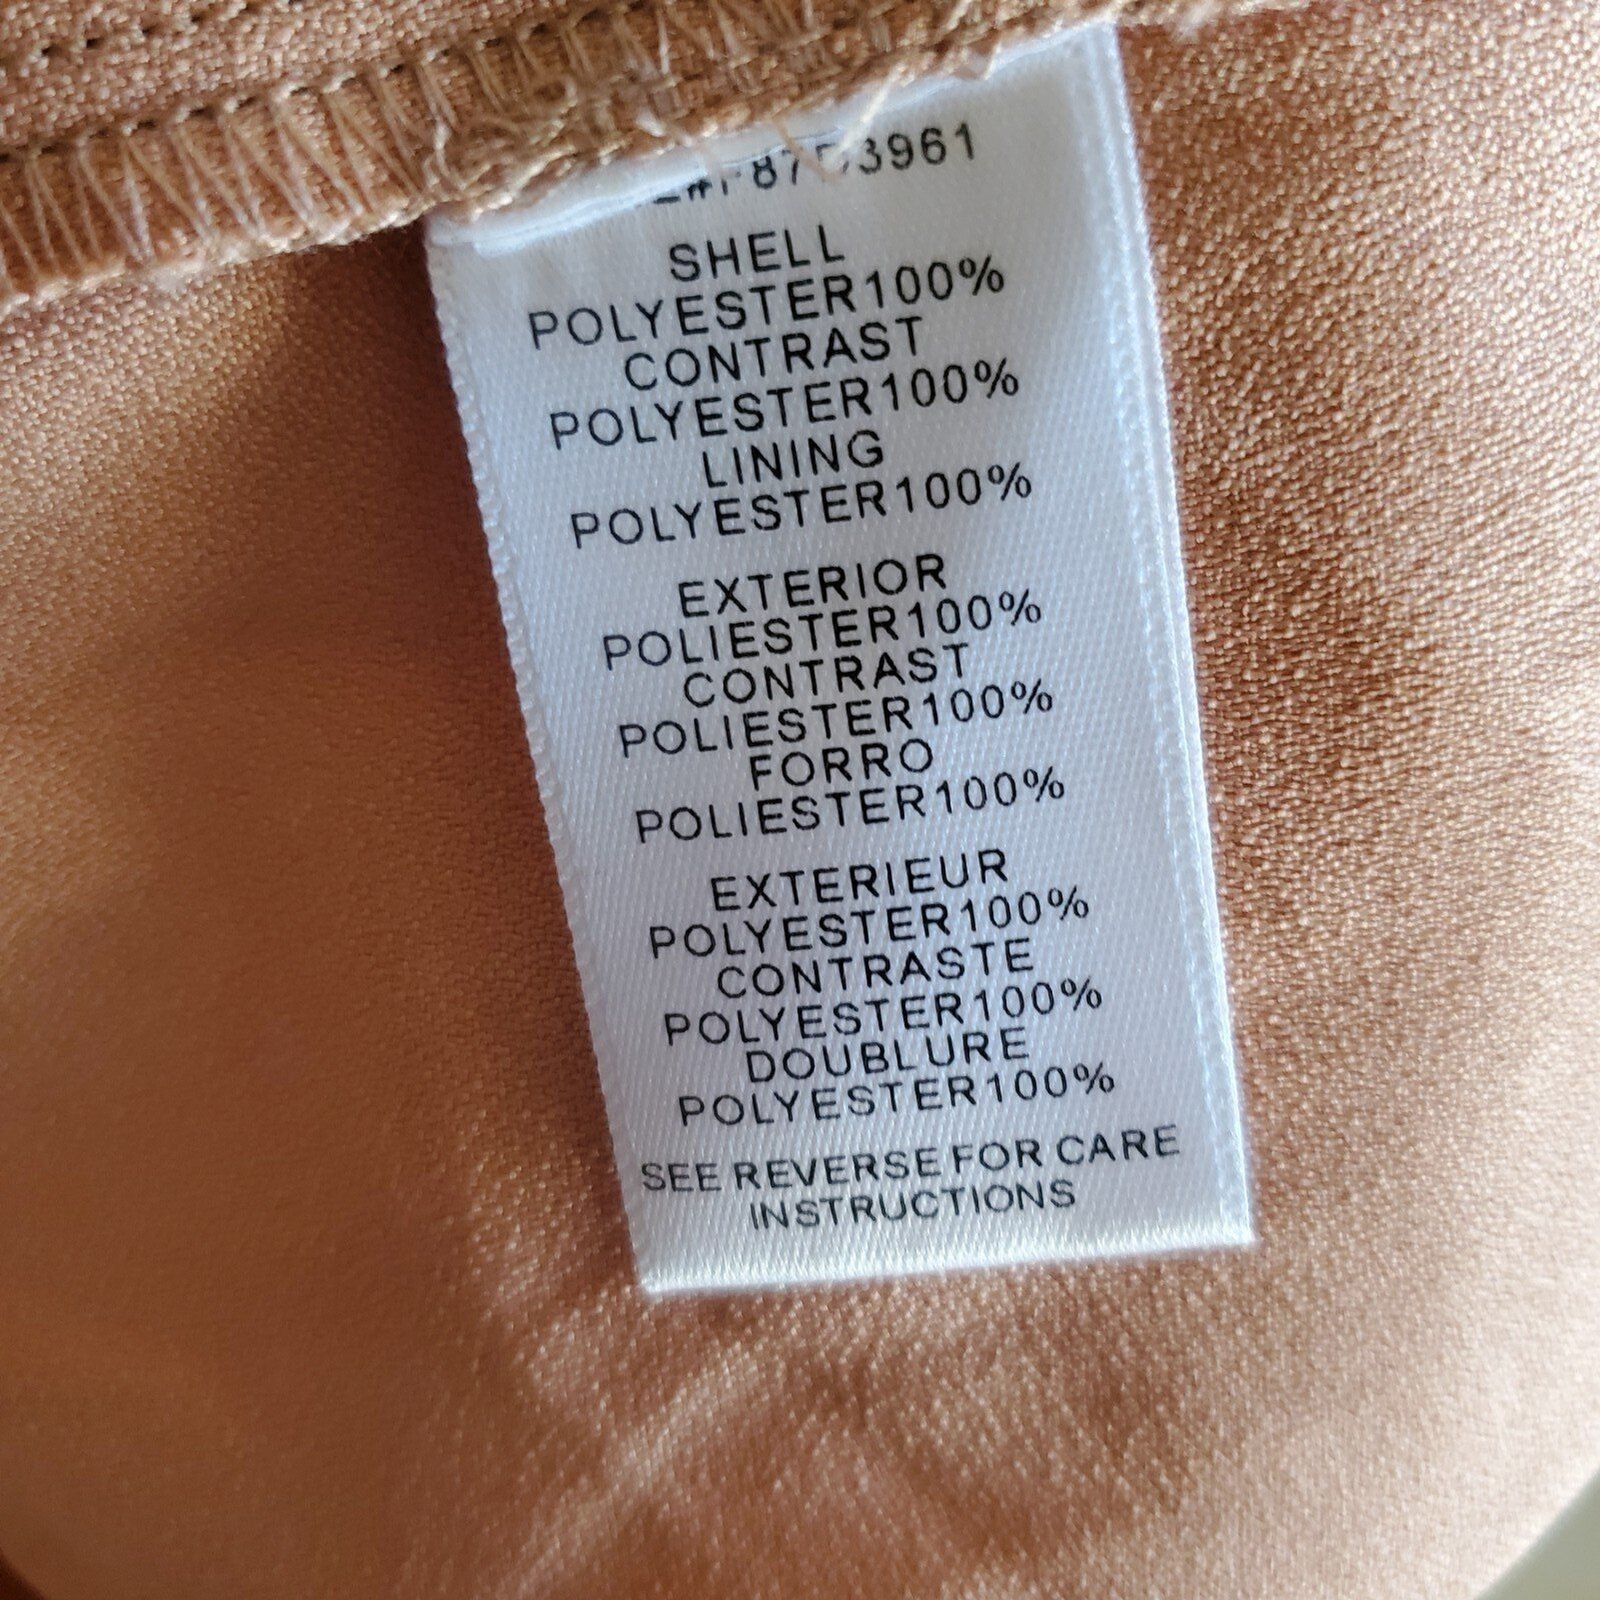 3961
SHELL
POLYESTER100%
CONTRAST
POLYESTER100%
LINING
POLYESTER100%
EXTERIOR
POLIESTER100%
CONTRAST
POLIESTER100%
FORRO
POLIESTER100%
EXTERIEUR
POLYESTER100%
CONTRASTE
POLYESTER100%
DOUBLURE
POLYESTER100%
SEE REVERSE FOR CARE
INSTRUCTIONS